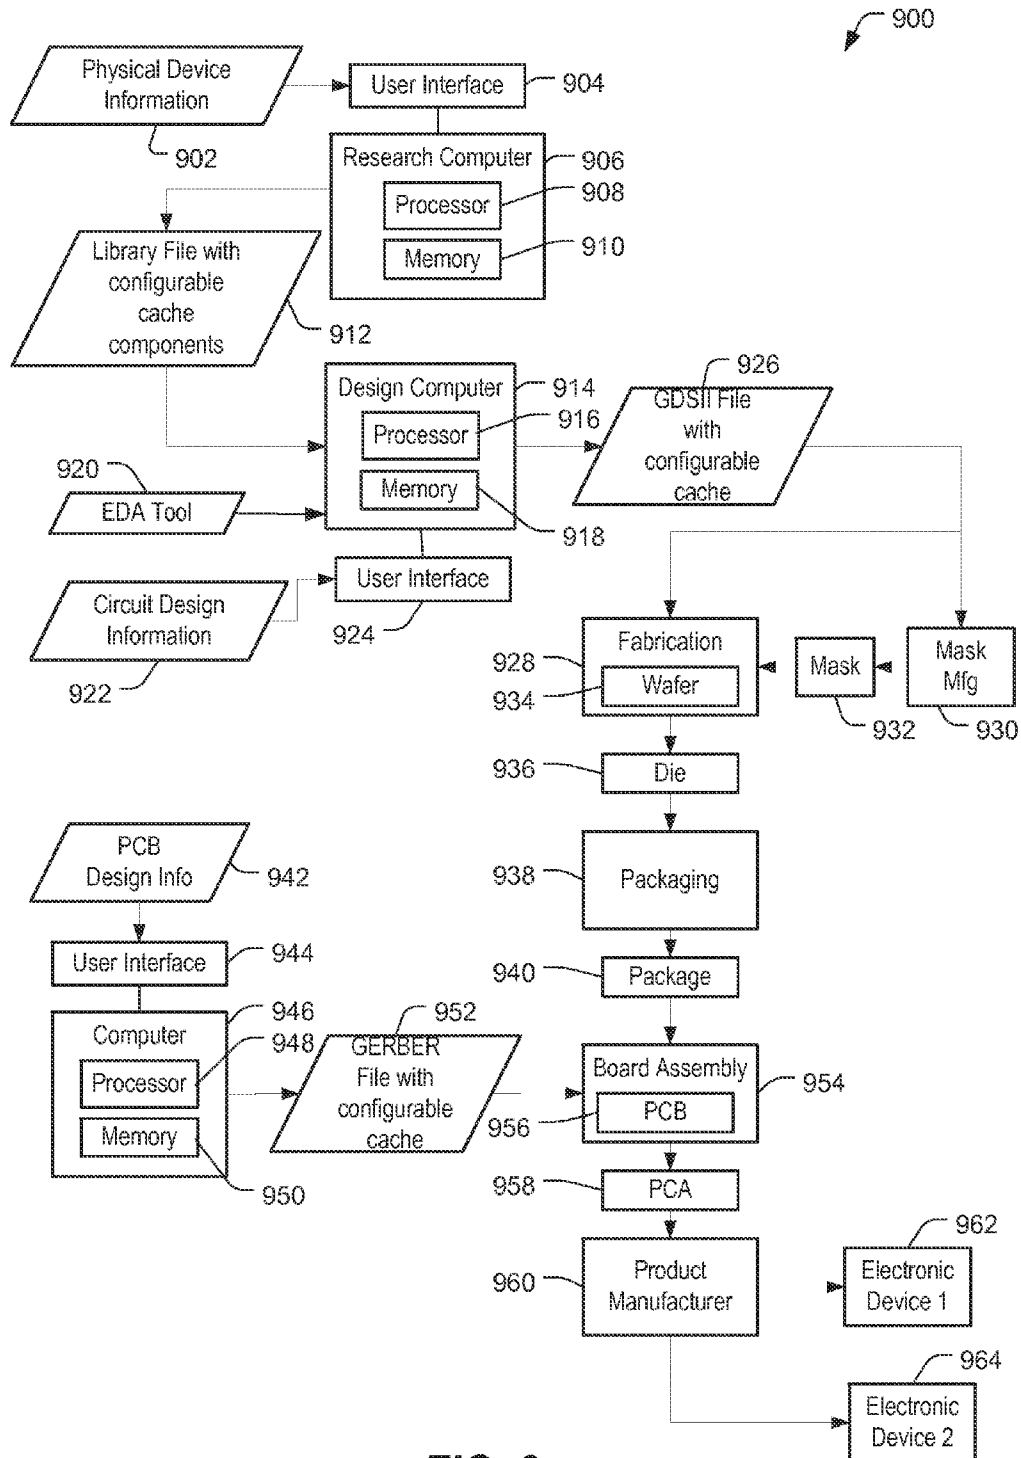 900
Physical Device
Information
902
User Interface
904
Research Computer
906
Processor
908
Memory
910
Library File with
configurable
cache
components
912
Design Computer
914
Processor
916
Memory
918
920
EDA Tool
926
GDSII File
with
configurable
cache
User Interface
924
Circuit Design
Information
922
Fabrication
928
Wafer
934
Mask
932
Mask
Mfg
930
936
Die
938
Packaging
940
Package
PCB
Design Info
942
User Interface
944
Computer
946
Processor
948
Memory
950
952
GERBER
File with
configurable
cache
Board Assembly
954
PCB
956
958
PCA
960
Product
Manufacturer
962
Electronic
Device 1
964
Electronic
Device 2